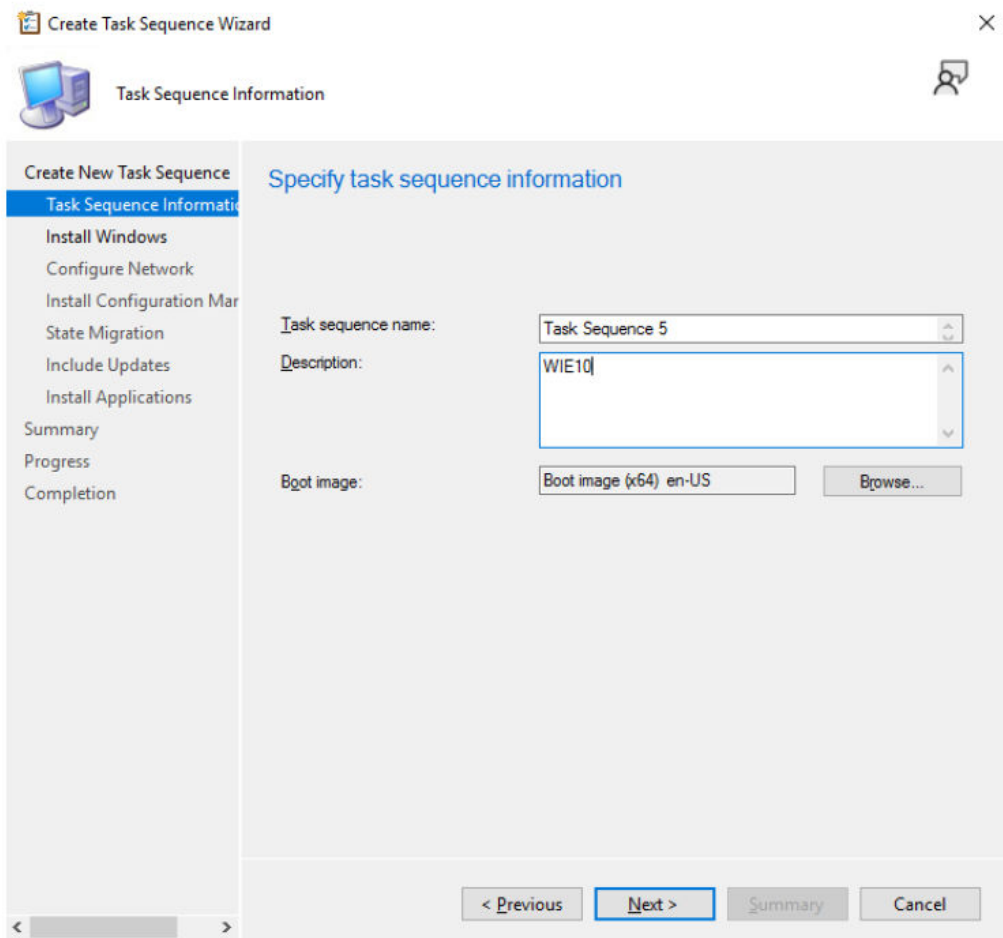 Create Task Sequence Wizard
Task Sequence Information
Create New Task Sequence
Task Sequence Informatio
Install Windows
Configure Network
Install Configuration Mar
State Migration
Include Updates
Install Applications
Summary
Progress
Completion
Specify task sequence information
Task sequence name:
Task Sequence 5
Description:
WIE10
Boot image:
Boot image (x64) en-US
Browse...
< Previous
Next >
Summary
Cancel